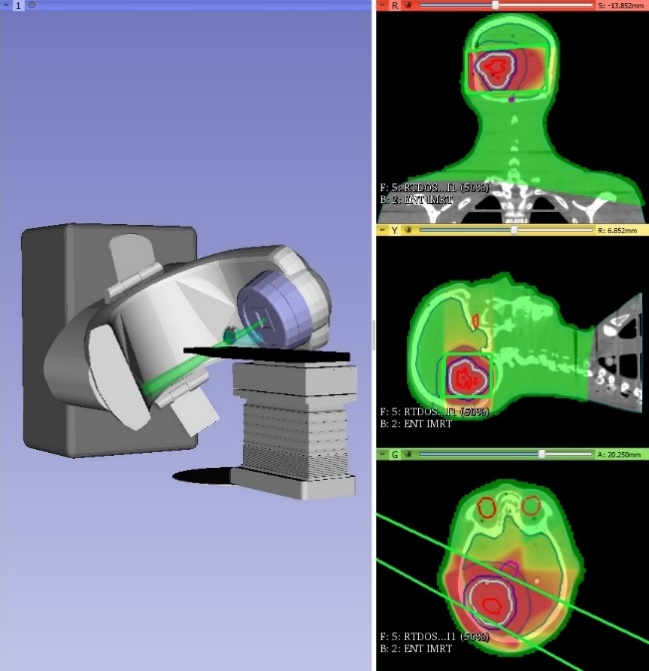 1
R S: -13.852mm
F: 5: RTDOS...I1 (50%)
B: 2: ENT IMRT
Y R: 6.852mm
F: 5: RTDOS...I1 (50%)
B: 2: ENT IMRT
G A: 20.250mm
F: 5: RTDOS...I1 (50%)
B: 2: ENT IMRT